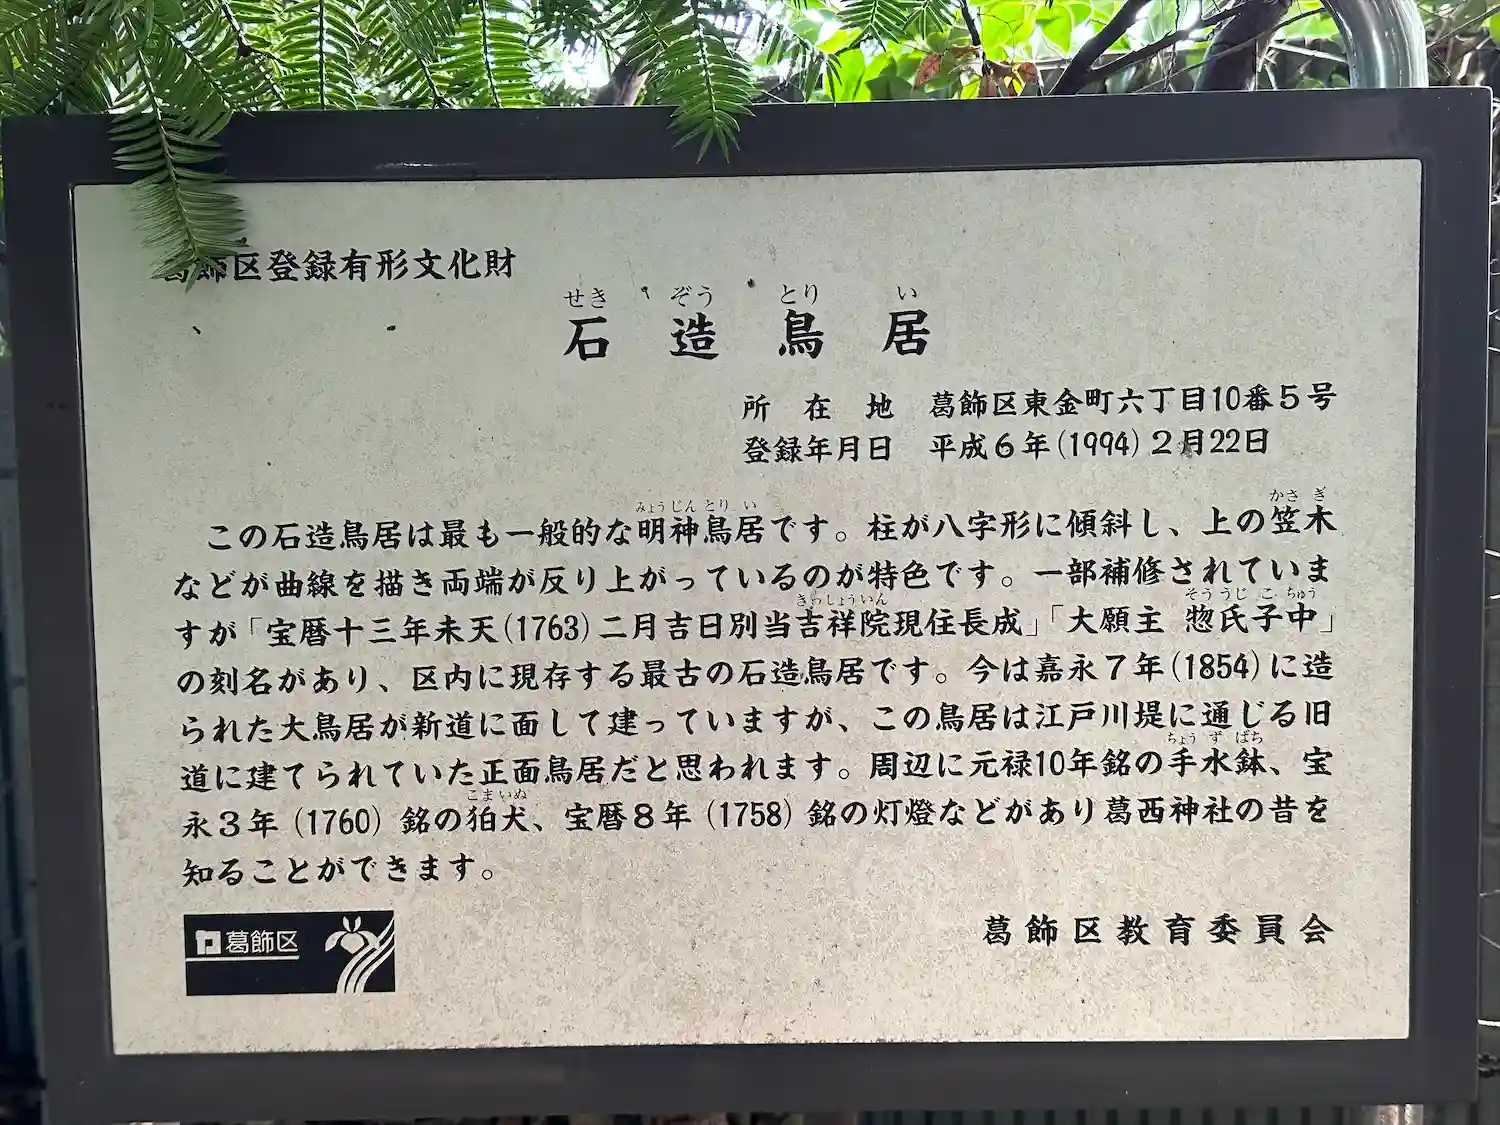 葛飾区登録有形文化財
せき ぞう とり い
石造鳥居
所在地 葛飾区東金町六丁目10番5号
登録年月日 平成6年(1994)2月22日
みょうじんとりい かさぎ
この石造鳥居は最も一般的な明神鳥居です。柱が八字形に傾斜し、上の笠木
などが曲線を描き両端が反り上がっているのが特色です。一部補修されていま
きっしょういん そううじこちゅう
すが「宝暦十三年未天(1763)二月吉日別当吉祥院現住長成」「大願主 惣氏子中」
の刻名があり、区内に現存する最古の石造鳥居です。今は嘉永7年(1854)に造
られた大鳥居が新道に面して建っていますが、この鳥居は江戸川堤に通じる旧
ちょうずばち
道に建てられていた正面鳥居だと思われます。周辺に元禄10年銘の手水鉢、宝
こまいぬ
永3年(1760)銘の狛犬、宝暦8年(1758)銘の灯燈などがあり葛西神社の昔を
知ることができます。
葛飾区教育委員会
葛飾区